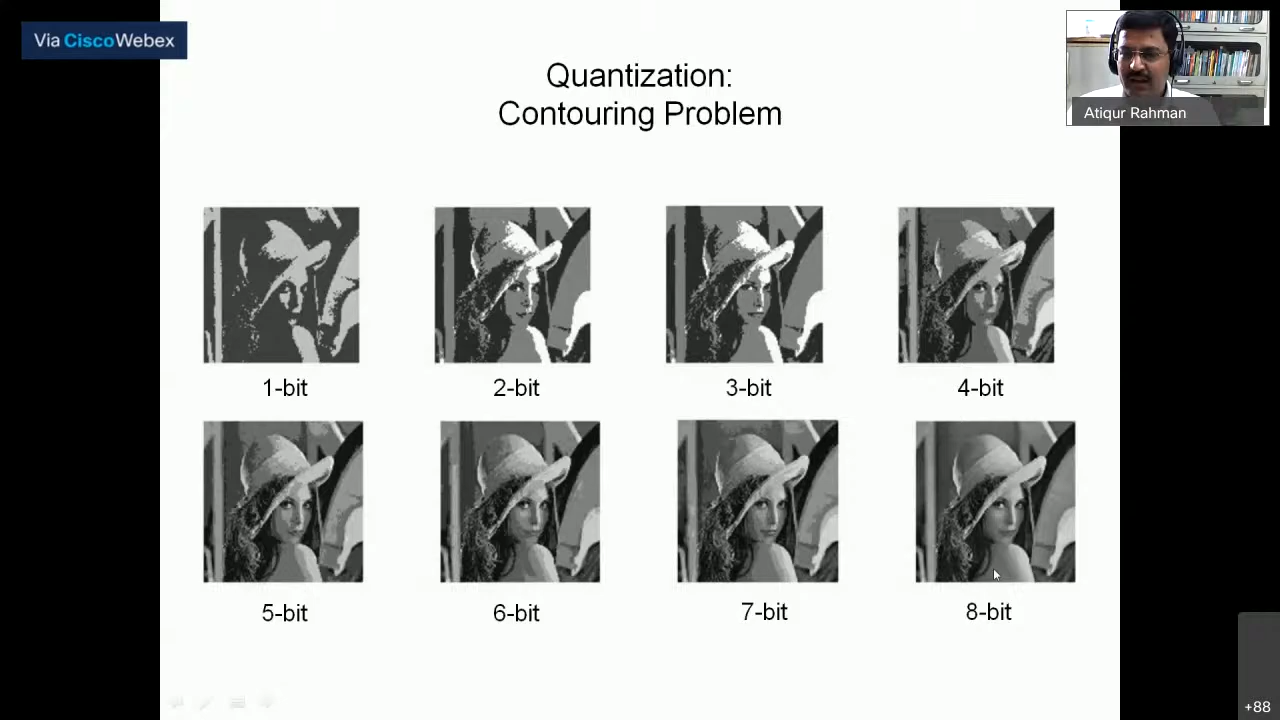 Via CiscoWebex
Quantization:
Contouring Problem
Atiqur Rahman
1-bit
2-bit
3-bit
4-bit
5-bit
6-bit
7-bit
8-bit
+88